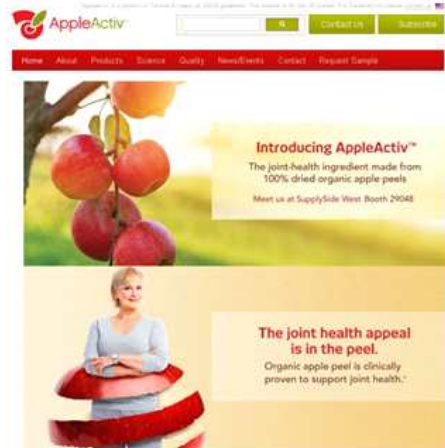 AppleActiv™
Contact Us
Subscribe
Home About Products Science Quality News/Events Contact Request Sample
Introducing AppleActiv™
The joint-health ingredient made from
100% dried organic apple peels
Meet us at SupplySide West Booth 29048
The joint health appeal
is in the peel.
Organic apple peel is clinically
proven to support joint health.*